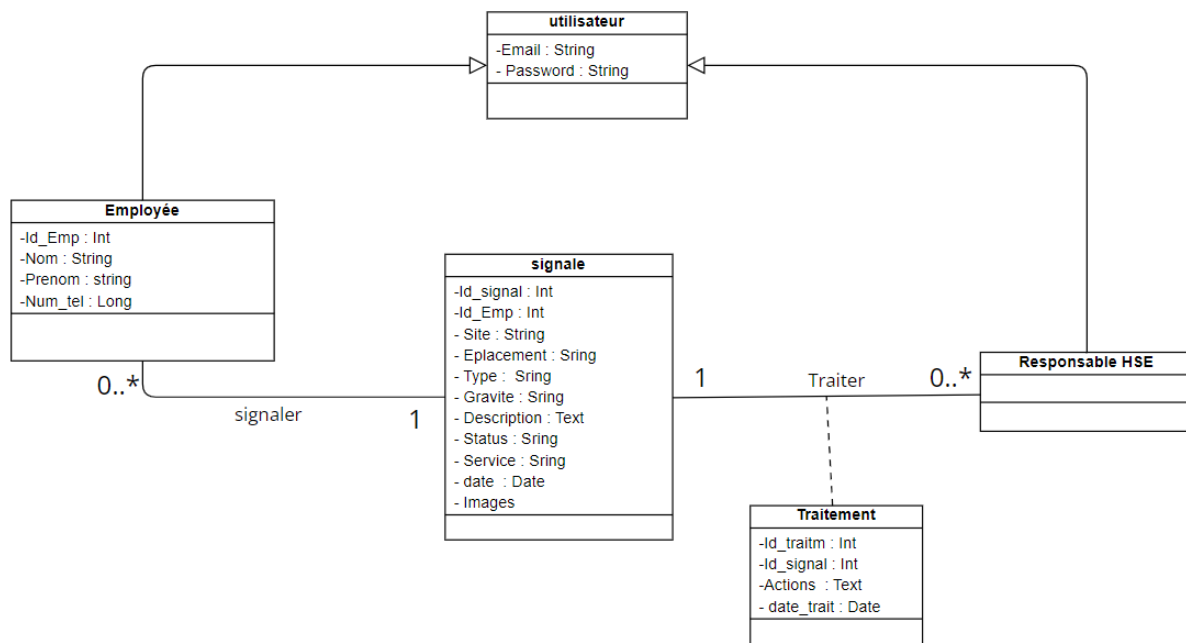 utilisateur
-Email : String
- Password : String
Employée
-Id_Emp : Int
-Nom : String
-Prenom : string
-Num_tel : Long
0..*
signaler
1
signale
-Id_signal : Int
-Id_Emp : Int
- Site : String
- Eplacement : Sring
- Type :  Sring
- Gravite : Sring
- Description : Text
- Status : Sring
- Service : Sring
- date  : Date
- Images
1
Traiter
0..*
Responsable HSE
Traitement
-Id_traitm : Int
-Id_signal : Int
-Actions  : Text
- date_trait : Date